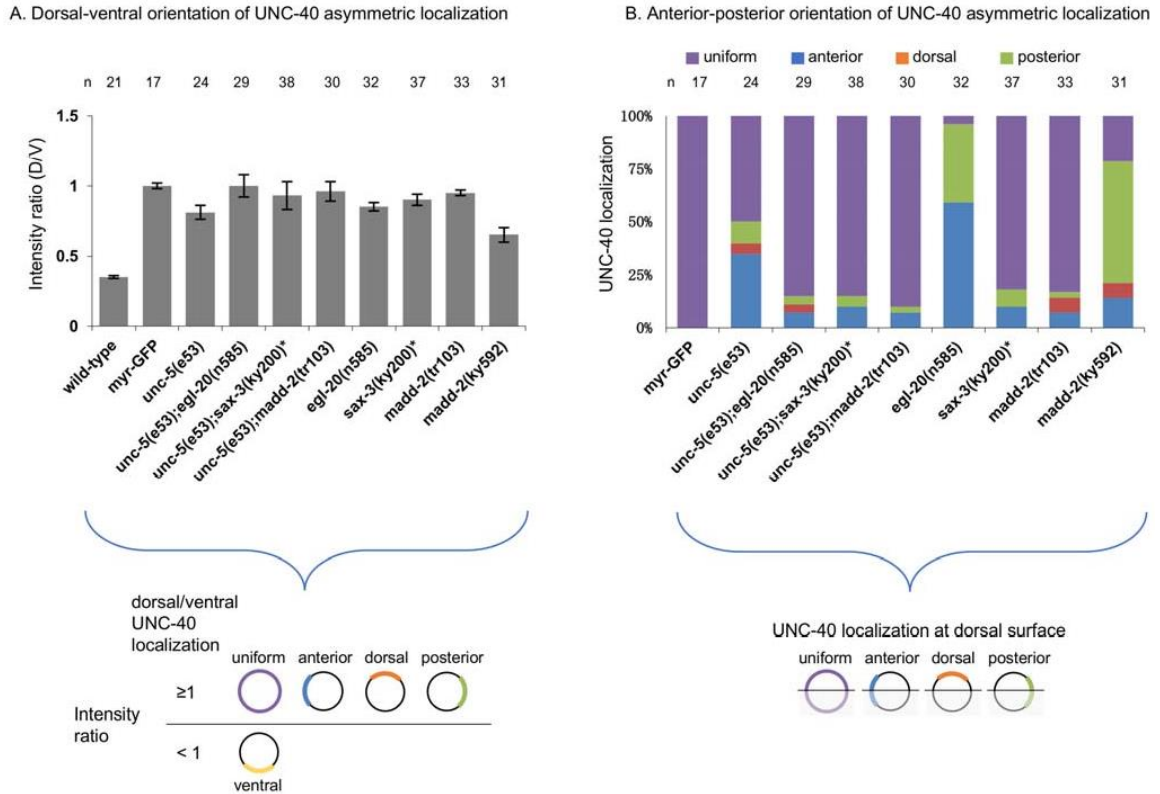 A. Dorsal-ventral orientation of UNC-40 asymmetric localization
n 21 17 24 29 38 30 32 37 33 31
Intensity ratio (D/V)
1.5
1
0.5
0
wild-type
myr-GFP
unc-5(e53)
unc-5(e53);egl-20(n585)
unc-5(e53);sax-3(ky200)*
unc-5(e53);madd-2(tr103)
egl-20(n585)
sax-3(ky200)*
madd-2(tr103)
madd-2(ky592)
dorsal/ventral
UNC-40
localization
uniform anterior dorsal posterior
≥1
Intensity
ratio
< 1
ventral
B. Anterior-posterior orientation of UNC-40 asymmetric localization
uniform anterior dorsal posterior
n 17 24 29 38 30 32 37 33 31
UNC-40 localization
100%
75%
50%
25%
0%
myr-GFP
unc-5(e53)
unc-5(e53);egl-20(n585)
unc-5(e53);sax-3(ky200)*
unc-5(e53);madd-2(tr103)
egl-20(n585)
sax-3(ky200)*
madd-2(tr103)
madd-2(ky592)
UNC-40 localization at dorsal surface
uniform anterior dorsal posterior